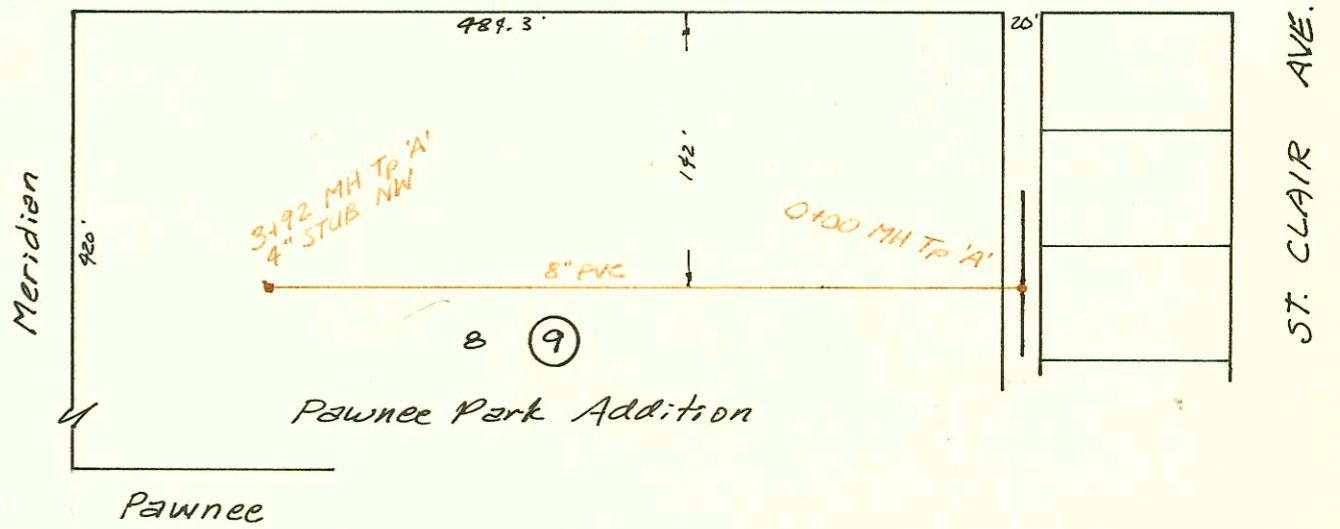 484.3'
20'
142'
ST. CLAIR AVE.
Meridian
420'
3+92 MH Tp 'A'
4" STUB NW
0+00 MH Tp 'A'
8" PVC
8 9
Pawnee Park Addition
Pawnee